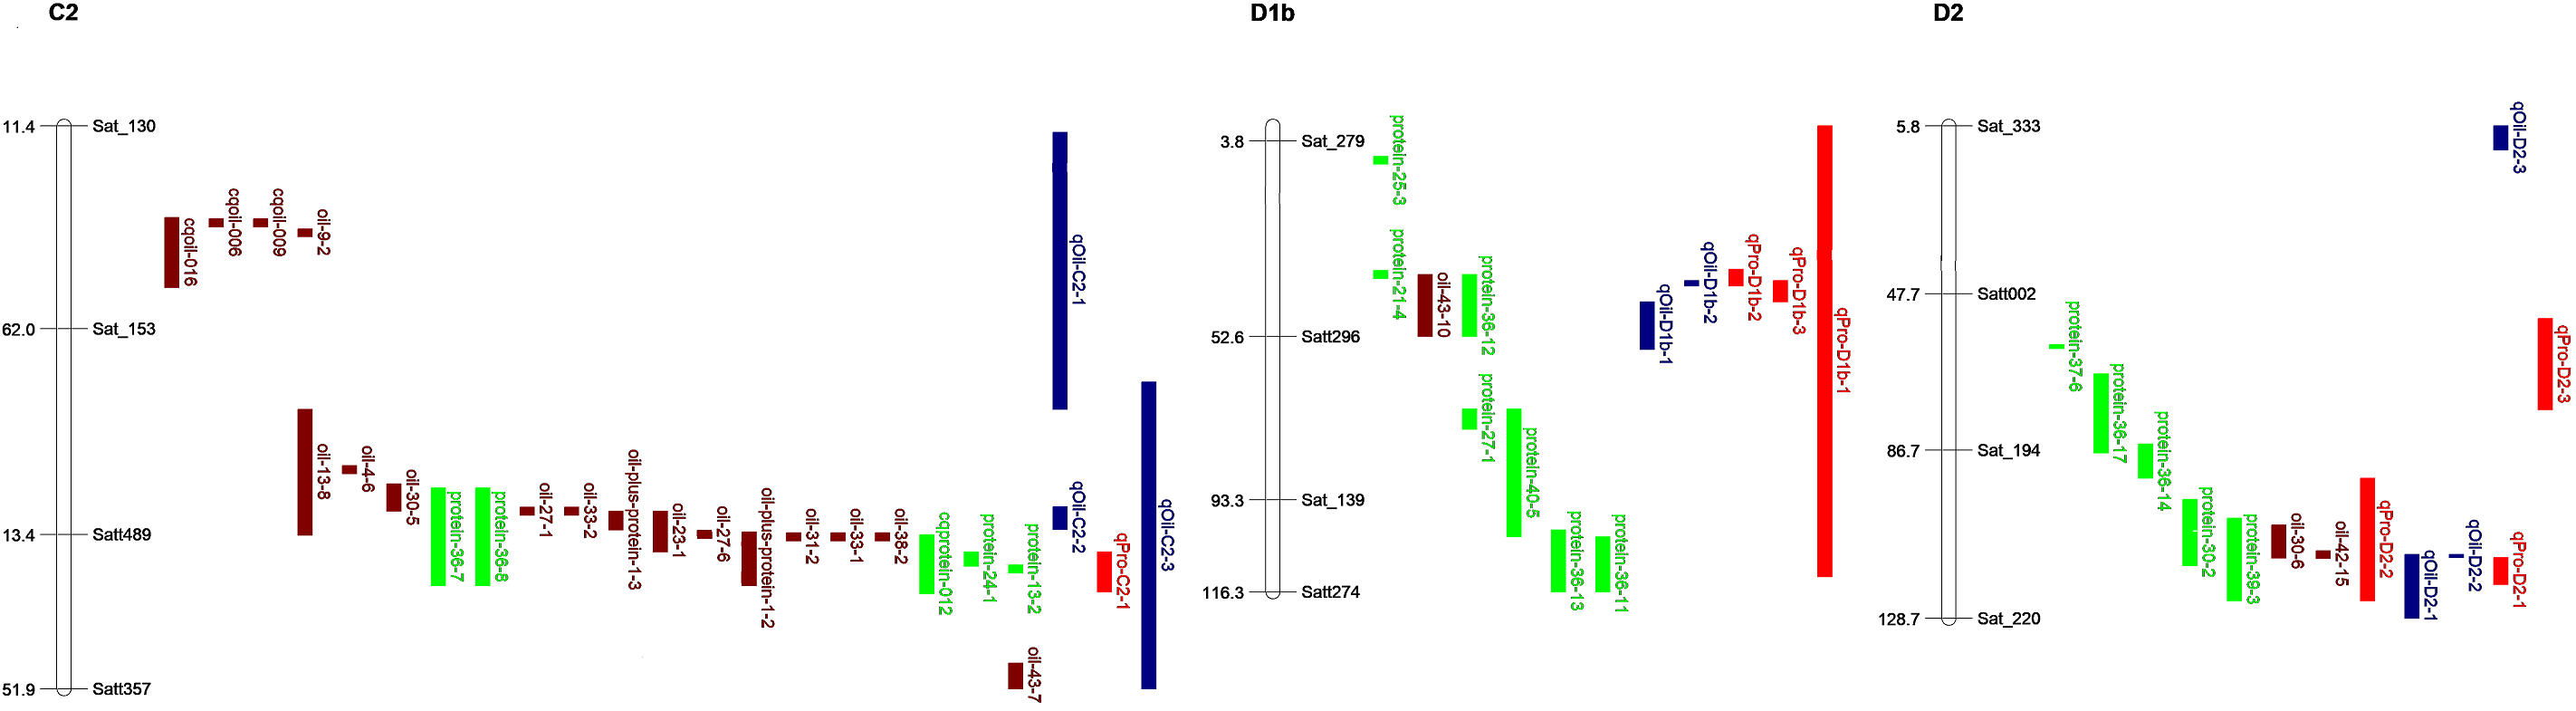 C2
11.4 Sat_130
62.0 Sat_153
13.4 Satt489
51.9 Satt357
cqoil-016
cqoil-006
cqoil-009
oil-9-2
oil-13-8
oil-4-6
oil-30-5
protein-36-7
protein-36-8
oil-27-1
oil-33-2
oil-plus-protein-1-3
oil-23-1
oil-27-6
oil-plus-protein-1-2
oil-31-2
oil-33-1
oil-38-2
cqprotein-012
protein-24-1
protein-13-2
oil-43-7
qOil-C2-1
qOil-C2-2
qPro-C2-1
qOil-C2-3
D1b
3.8 Sat_279
52.6 Satt296
93.3 Sat_139
116.3 Satt274
protein-25-3
protein-21-4
oil-43-10
protein-36-12
protein-27-1
protein-40-5
protein-36-13
protein-36-11
qOil-D1b-1
qOil-D1b-2
qPro-D1b-2
qPro-D1b-3
qPro-D1b-1
D2
5.8 Sat_333
47.7 Satt002
86.7 Sat_194
128.7 Sat_220
protein-37-6
protein-36-17
protein-36-14
protein-30-2
protein-39-3
oil-30-6
oil-42-15
qPro-D2-2
qOil-D2-1
qOil-D2-2
qPro-D2-1
qOil-D2-3
qPro-D2-3